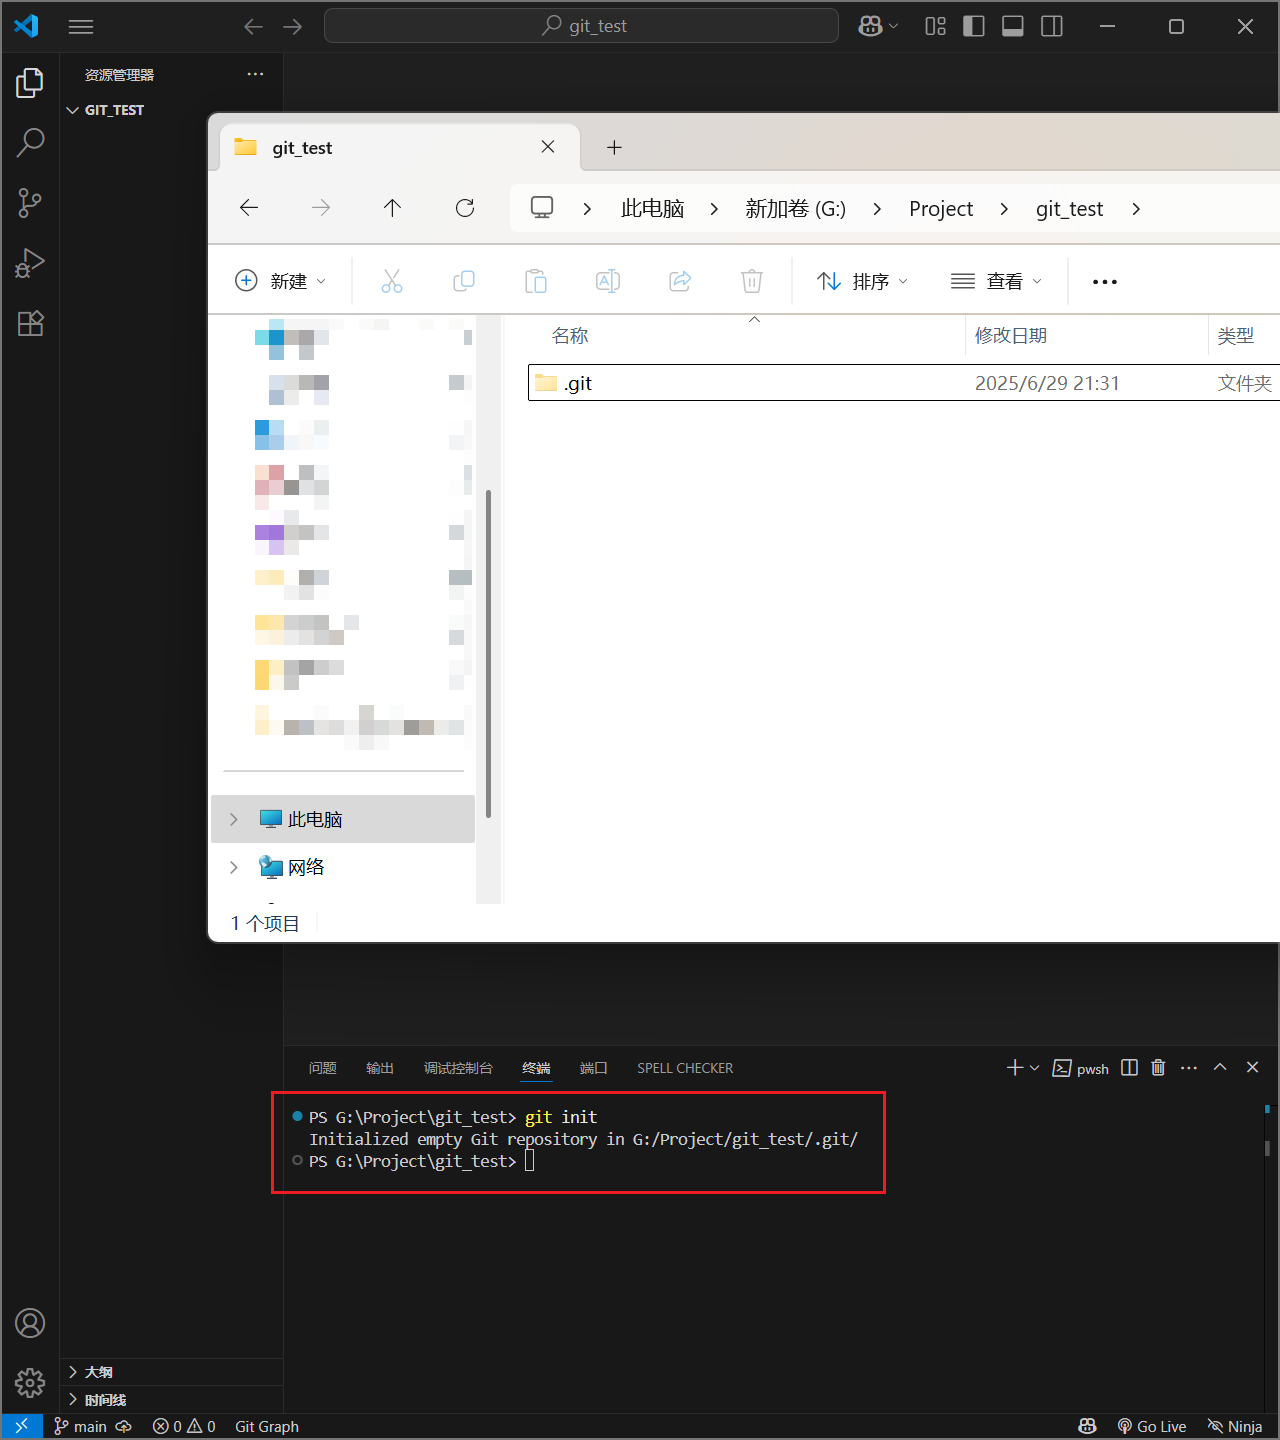 git_test
资源管理器
GIT_TEST
git_test
此电脑 新加卷 (G:) Project git_test
新建 排序 查看
名称 修改日期 类型
.git 2025/6/29 21:31 文件夹
此电脑
网络
1 个项目
问题 输出 调试控制台 终端 端口 SPELL CHECKER pwsh
PS G:\Project\git_test> git init
Initialized empty Git repository in G:/Project/git_test/.git/
PS G:\Project\git_test>
大纲
时间线
main 0 0 Git Graph Go Live Ninja